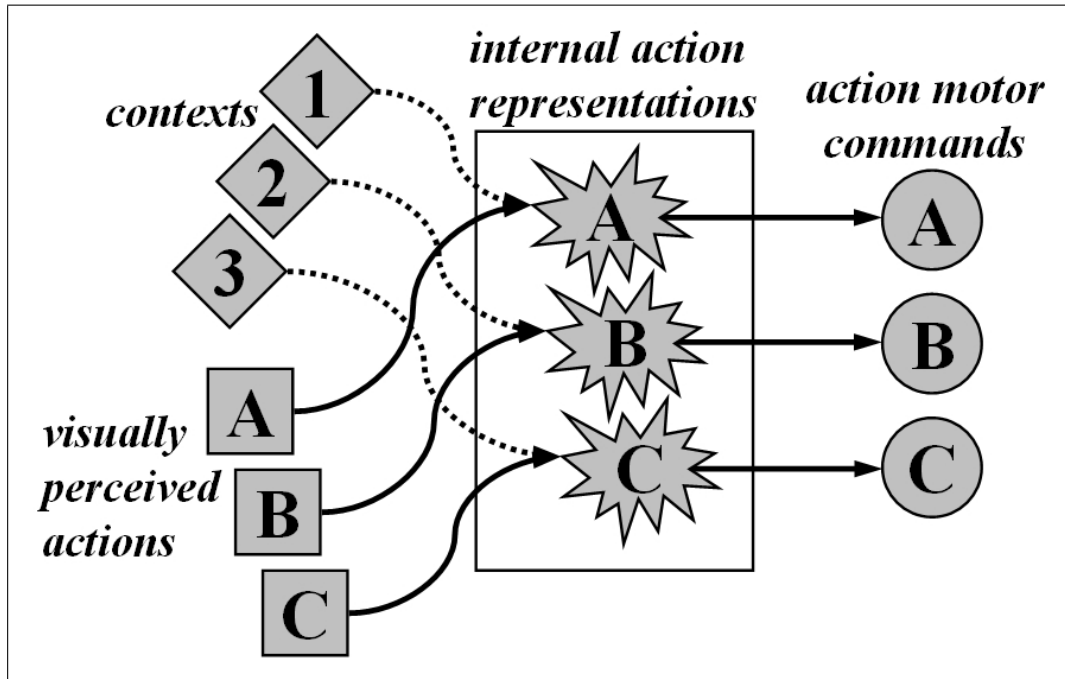 internal action
representations
action motor
commands
contexts
1
2
3
A
B
C
A
B
C
visually
perceived
actions
A
B
C